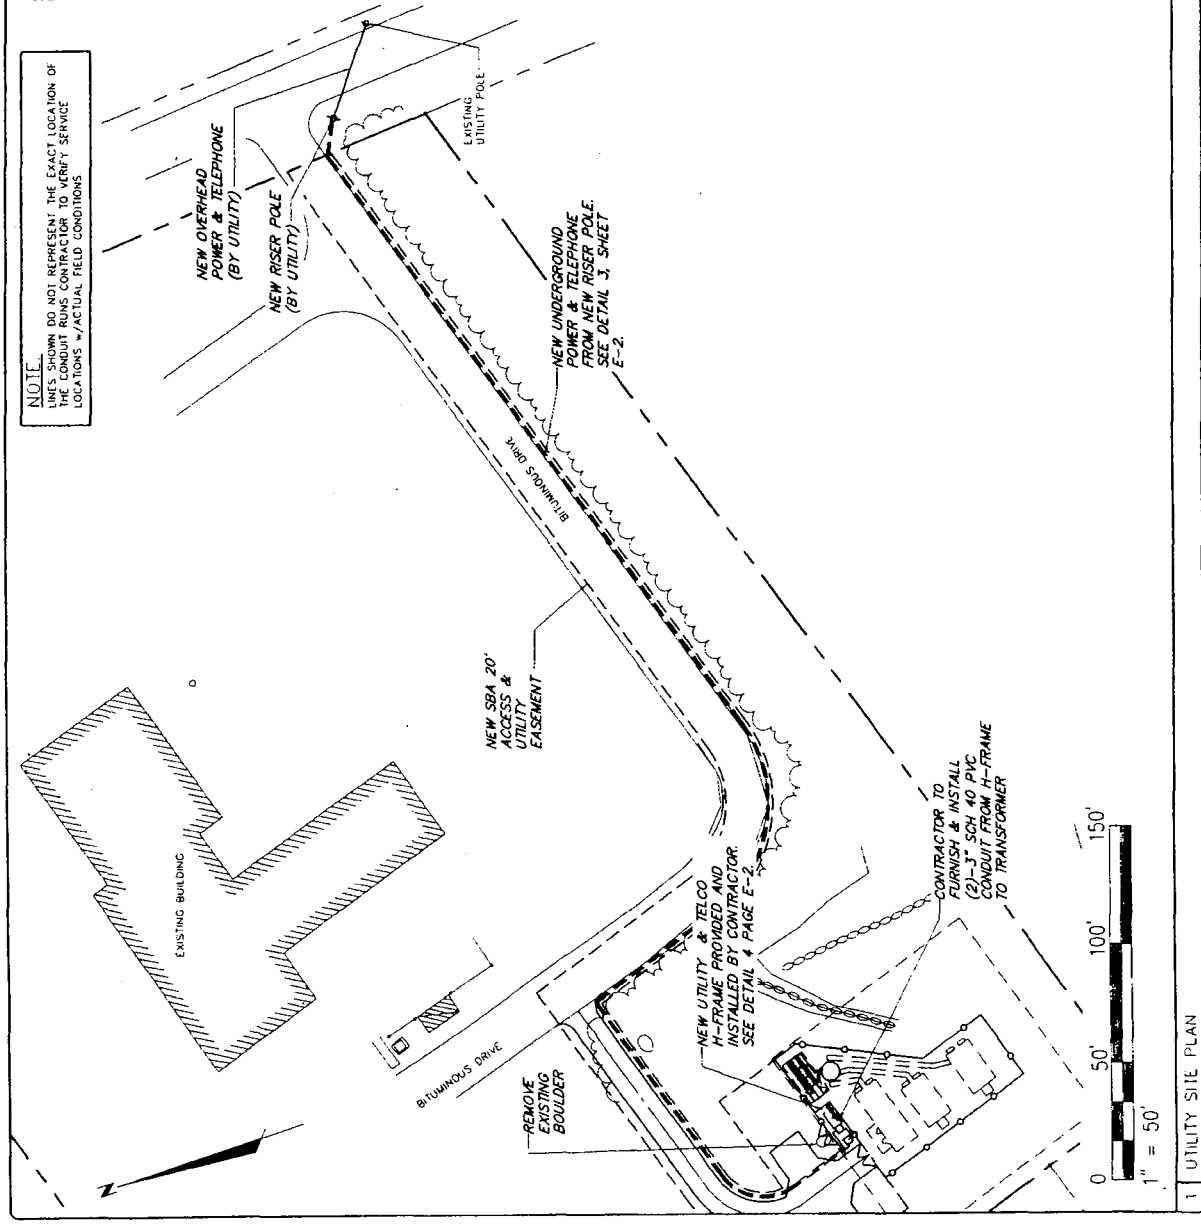 NOTE
LINES SHOWN DO NOT REPRESENT THE EXACT LOCATION OF
THE CONDUIT RUNS CONTRACTOR TO VERIFY SERVICE
LOCATIONS w/ACTUAL FIELD CONDITIONS.
NEW OVERHEAD
POWER & TELEPHONE
(BY UTILITY)
NEW RISER POLE
(BY UTILITY)
EXISTING
UTILITY POLE
NEW UNDERGROUND
POWER & TELEPHONE
FROM NEW RISER POLE.
SEE DETAIL 3, SHEET
E-2.
BITUMINOUS DRIVE
NEW SBA 20'
ACCESS &
UTILITY
EASEMENT
EXISTING BUILDING
BITUMINOUS DRIVE
REMOVE
EXISTING
BOULDER
NEW UTILITY & TELCO
H-FRAME PROVIDED AND
INSTALLED BY CONTRACTOR.
SEE DETAIL 4 PAGE E-2.
CONTRACTOR TO
FURNISH & INSTALL
(2)-3" SCH 40 PVC
CONDUIT FROM H-FRAME
TO TRANSFORMER
N
0 50' 100' 150'
1" = 50'
1 UTILITY SITE PLAN